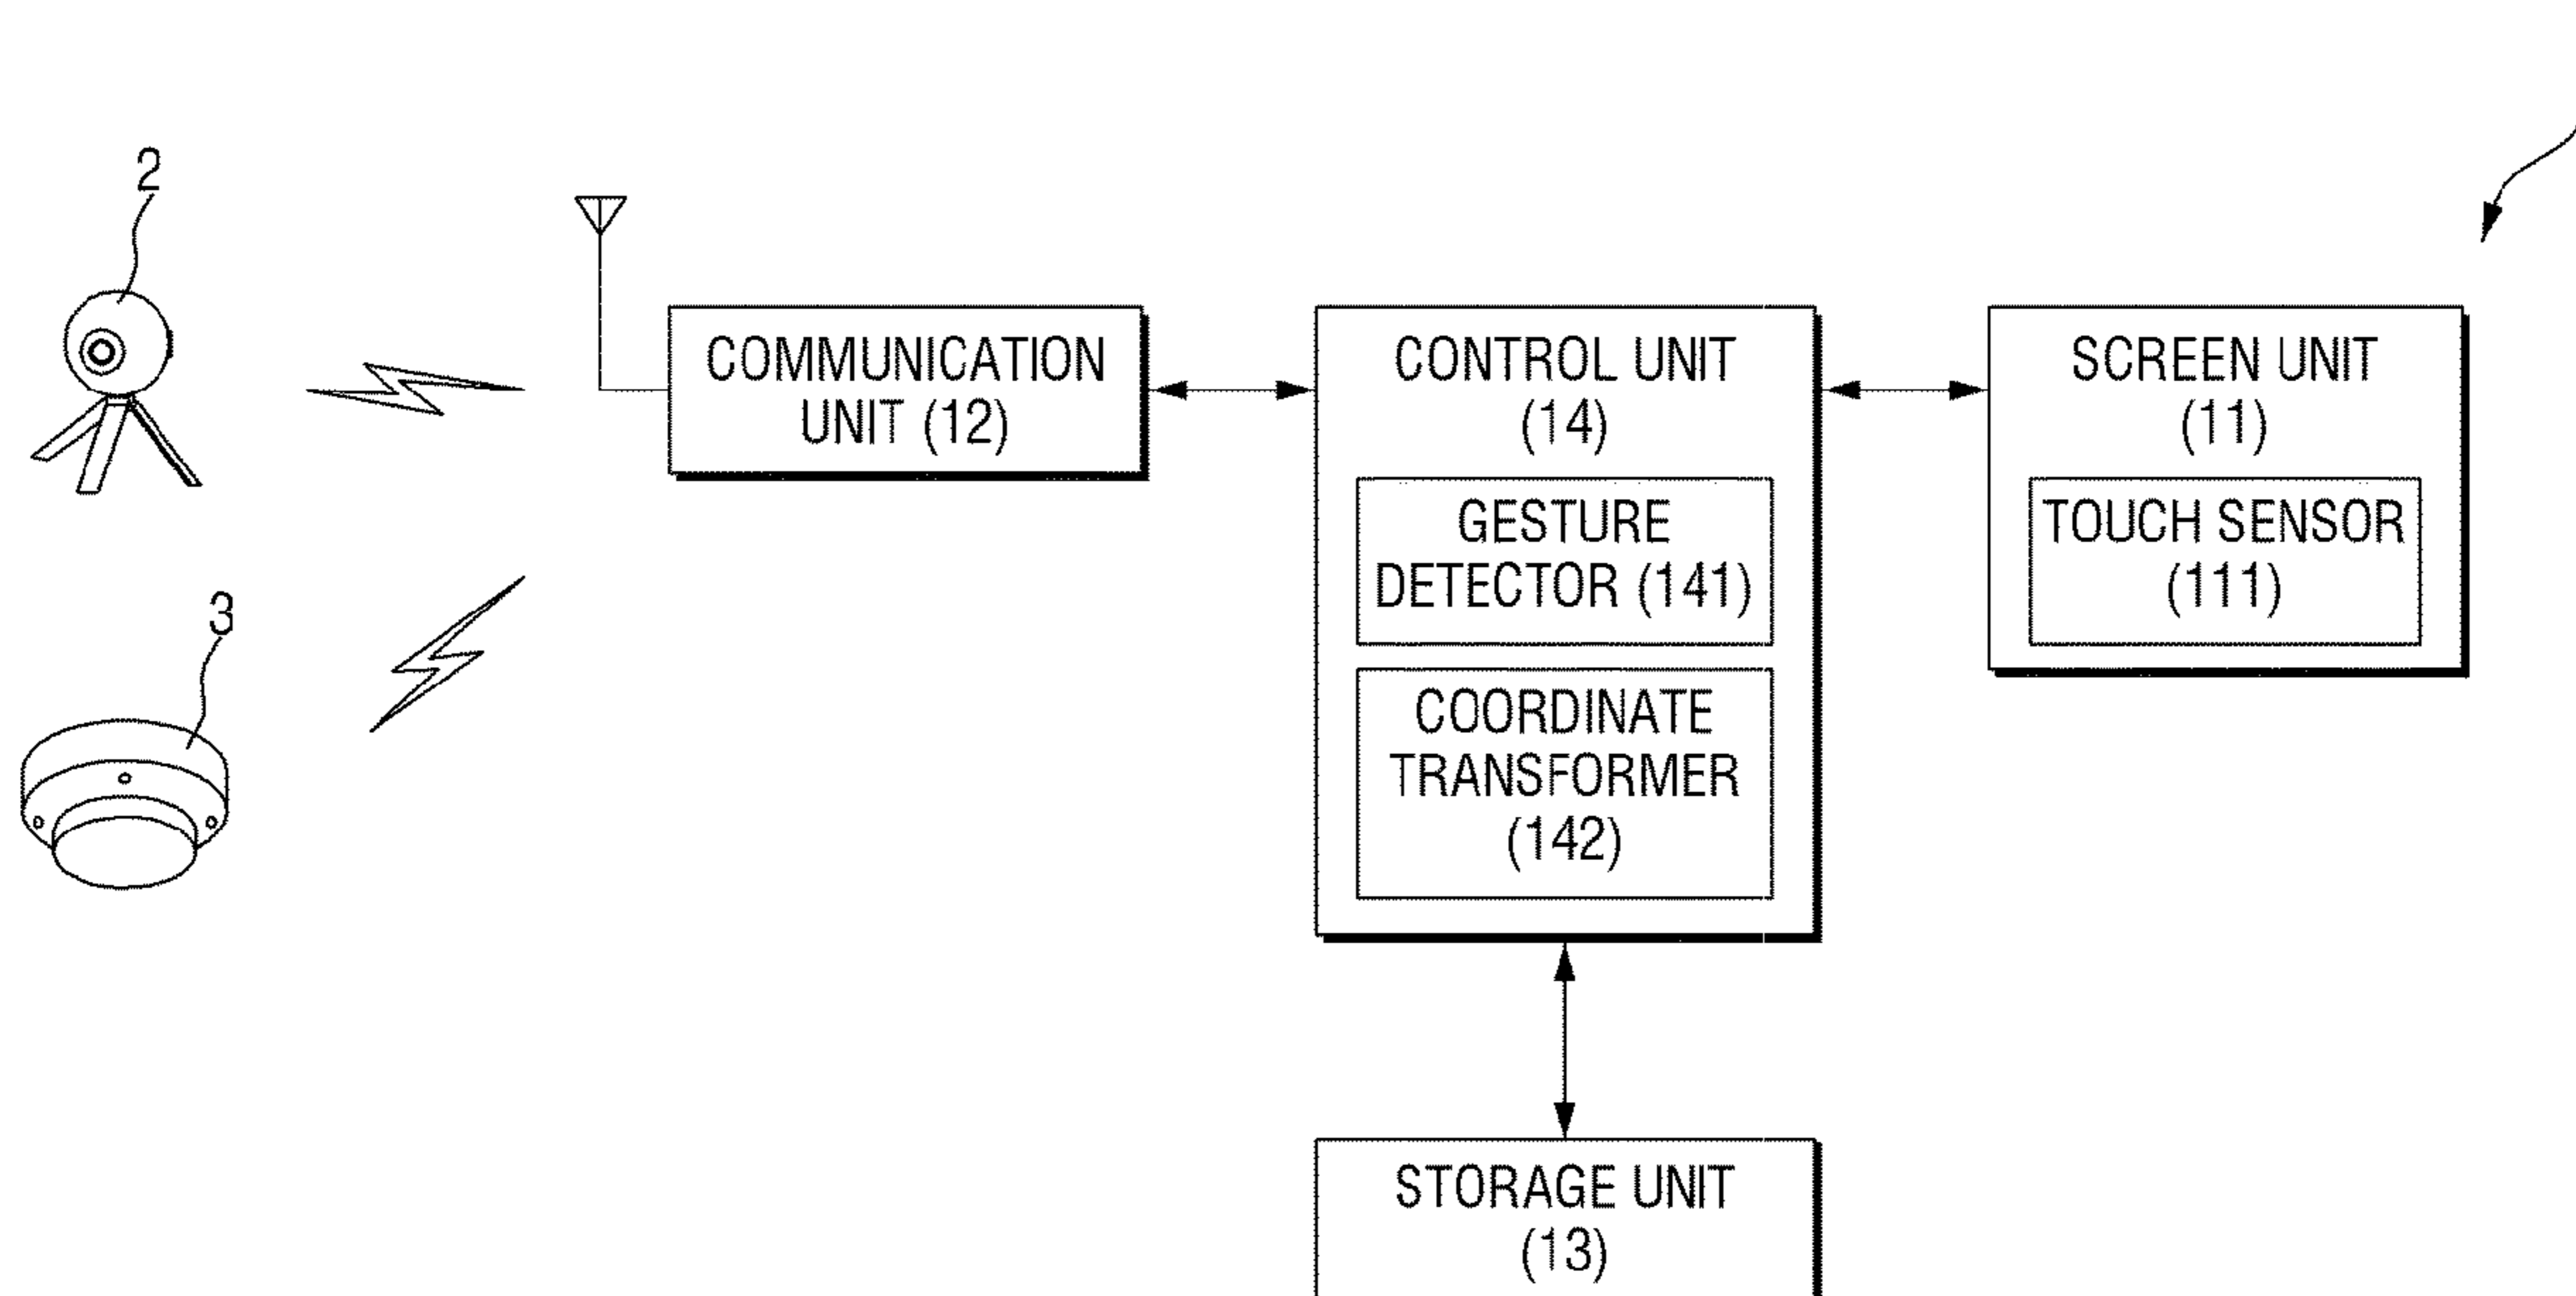 2
COMMUNICATION
UNIT (12)
CONTROL UNIT
(14)
GESTURE
DETECTOR (141)
COORDINATE
TRANSFORMER
(142)
SCREEN UNIT
(11)
TOUCH SENSOR
(111)
3
STORAGE UNIT
(13)